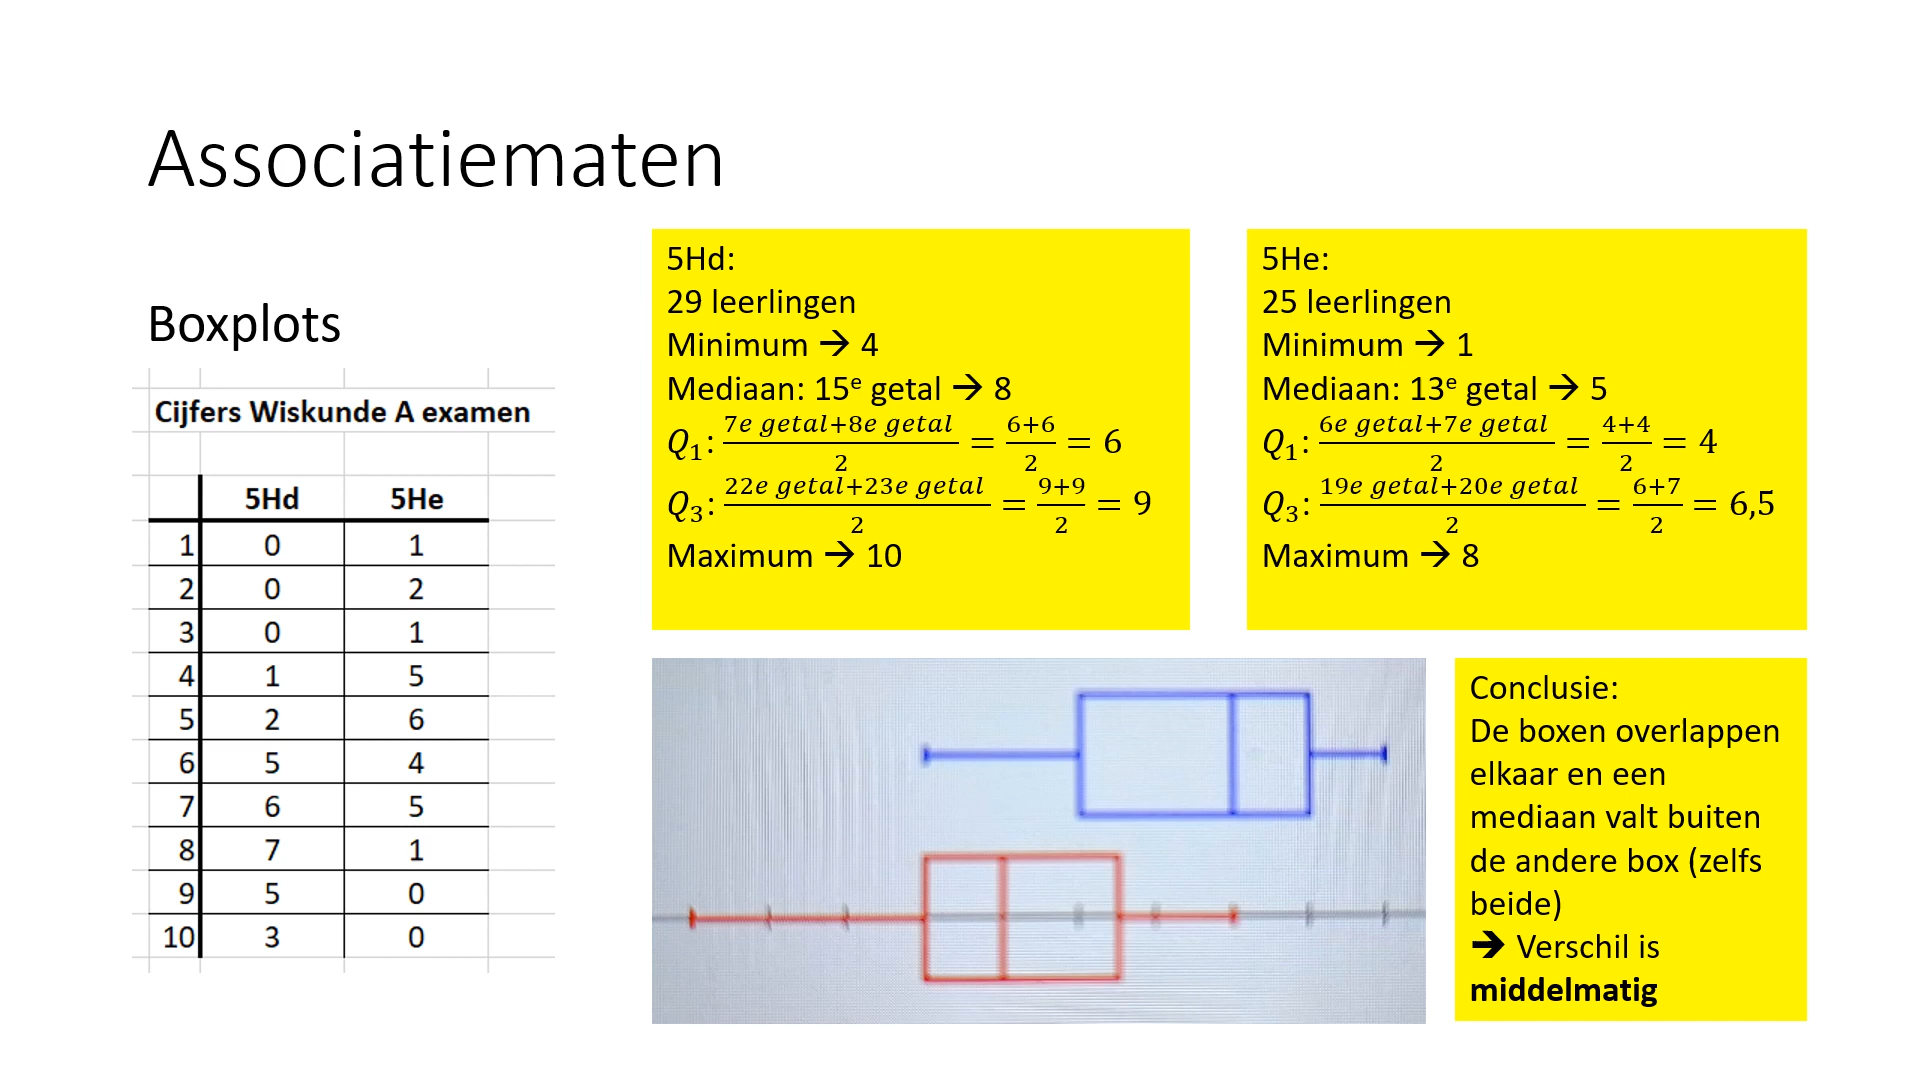 Associatiematen
Boxplots
Cijfers Wiskunde A examen
5Hd 5He
1 0 1
2 0 2
3 0 1
4 1 5
5 2 6
6 5 4
7 6 5
8 7 1
9 5 0
10 3 0
5Hd:
29 leerlingen
Minimum → 4
Mediaan: 15e getal → 8
Q₁: (7e getal+8e getal)/2 = (6+6)/2 = 6
Q₃: (22e getal+23e getal)/2 = (9+9)/2 = 9
Maximum → 10
5He:
25 leerlingen
Minimum → 1
Mediaan: 13e getal → 5
Q₁: (6e getal+7e getal)/2 = (4+4)/2 = 4
Q₃: (19e getal+20e getal)/2 = (6+7)/2 = 6,5
Maximum → 8
Conclusie:
De boxen overlappen
elkaar en een
mediaan valt buiten
de andere box (zelfs
beide)
→ Verschil is
middelmatig